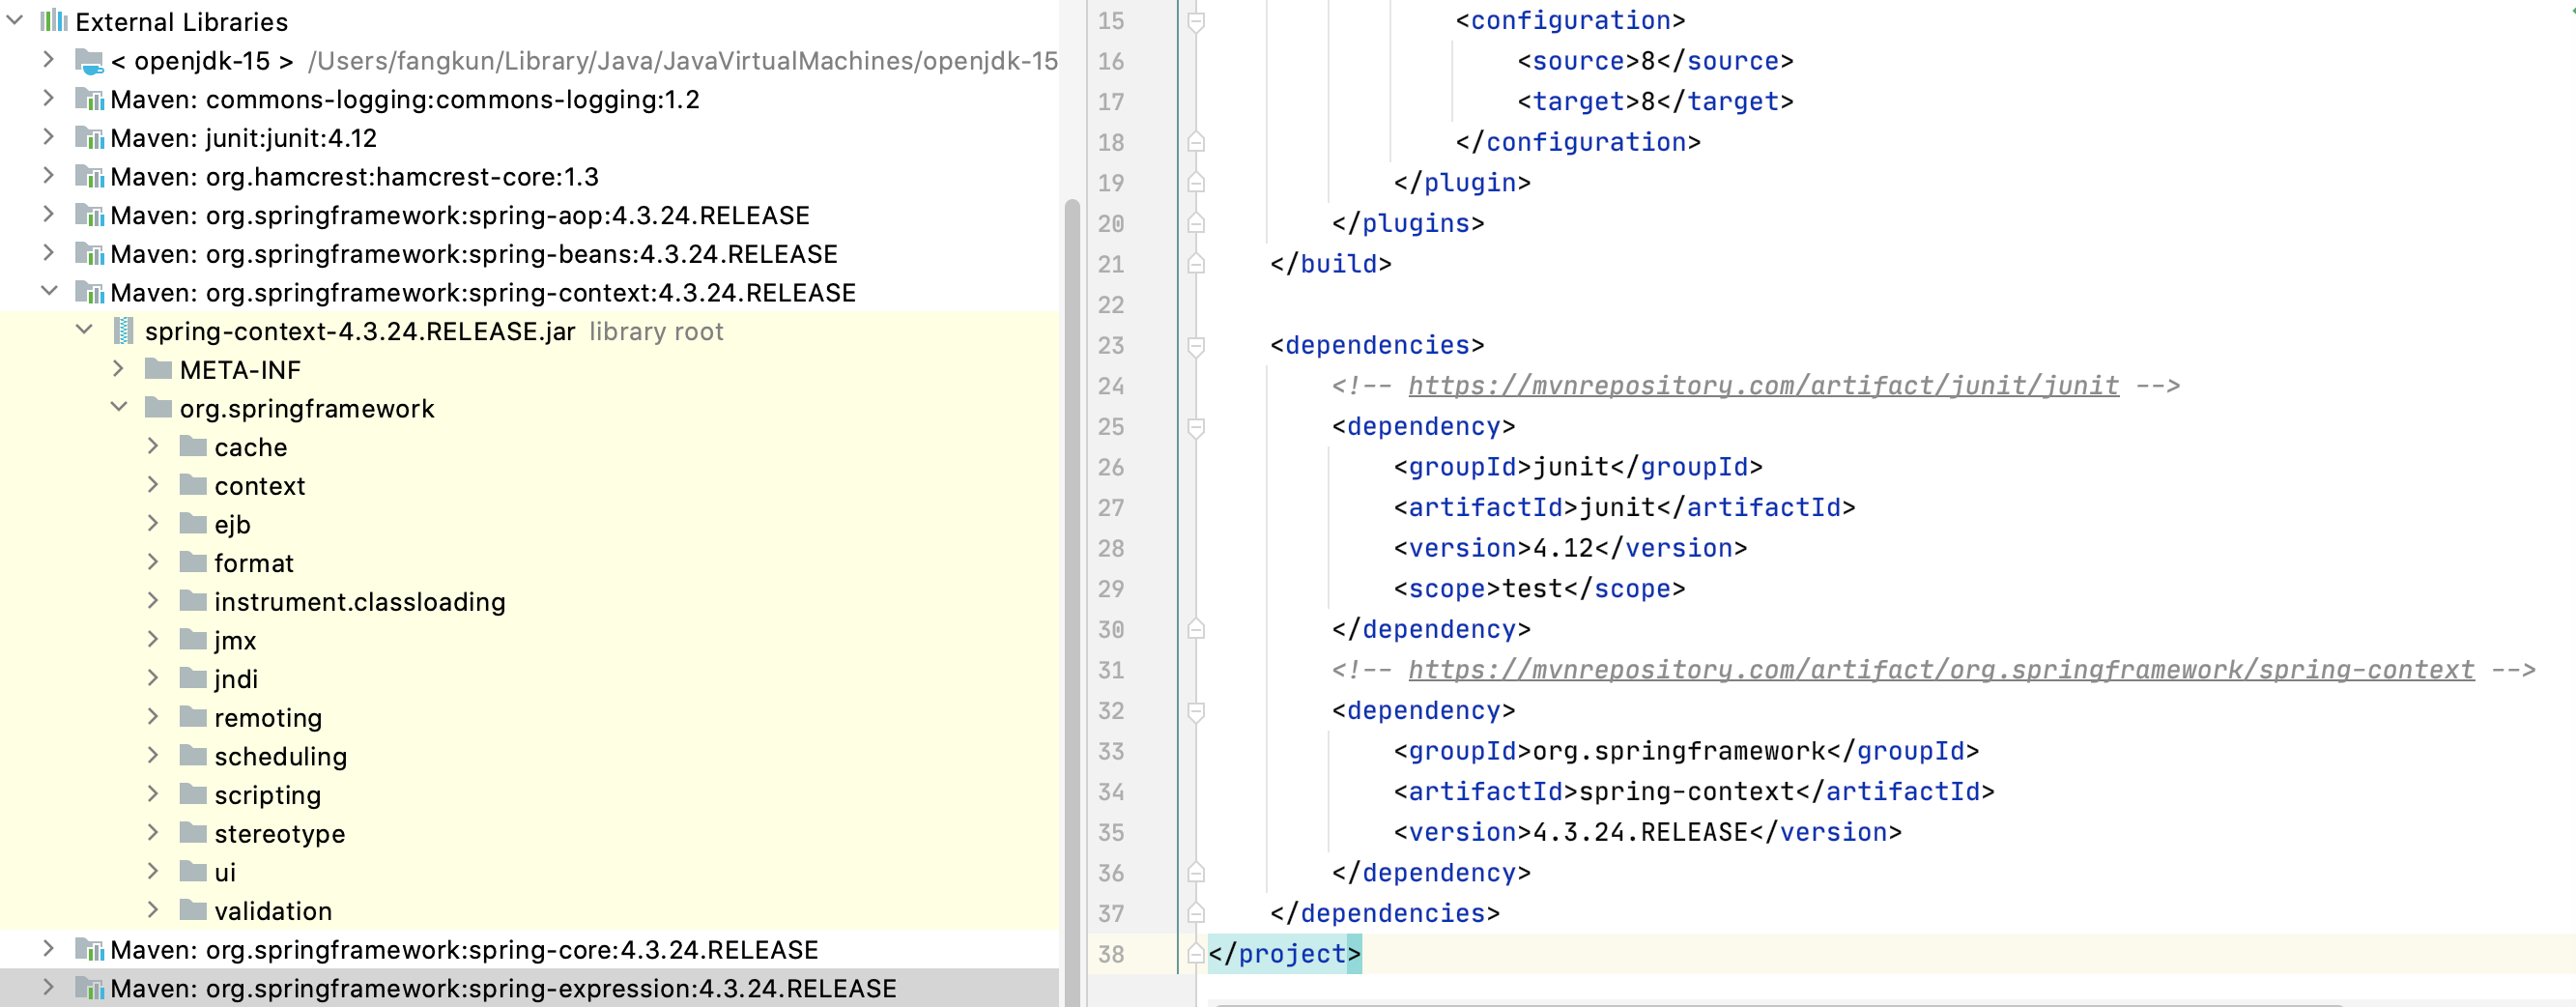 External Libraries
< openjdk-15 > /Users/fangkun/Library/Java/JavaVirtualMachines/openjdk-15
Maven: commons-logging:commons-logging:1.2
Maven: junit:junit:4.12
Maven: org.hamcrest:hamcrest-core:1.3
Maven: org.springframework:spring-aop:4.3.24.RELEASE
Maven: org.springframework:spring-beans:4.3.24.RELEASE
Maven: org.springframework:spring-context:4.3.24.RELEASE
spring-context-4.3.24.RELEASE.jar library root
META-INF
org.springframework
cache
context
ejb
format
instrument.classloading
jmx
jndi
remoting
scheduling
scripting
stereotype
ui
validation
Maven: org.springframework:spring-core:4.3.24.RELEASE
Maven: org.springframework:spring-expression:4.3.24.RELEASE
15 <configuration>
16 <source>8</source>
17 <target>8</target>
18 </configuration>
19 </plugin>
20 </plugins>
21 </build>
22
23 <dependencies>
24 <!-- https://mvnrepository.com/artifact/junit/junit -->
25 <dependency>
26 <groupId>junit</groupId>
27 <artifactId>junit</artifactId>
28 <version>4.12</version>
29 <scope>test</scope>
30 </dependency>
31 <!-- https://mvnrepository.com/artifact/org.springframework/spring-context -->
32 <dependency>
33 <groupId>org.springframework</groupId>
34 <artifactId>spring-context</artifactId>
35 <version>4.3.24.RELEASE</version>
36 </dependency>
37 </dependencies>
38 </project>